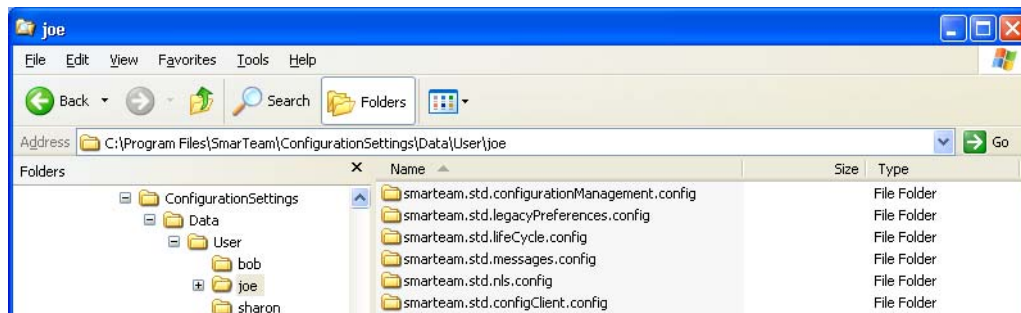 joe
File Edit View Favorites Tools Help
Back Search Folders
Address C:\Program Files\SmarTeam\ConfigurationSettings\Data\User\joe Go
Folders Name Size Type
ConfigurationSettings smarteam.std.configurationManagement.config File Folder
Data smarteam.std.legacyPreferences.config File Folder
User smarteam.std.lifeCycle.config File Folder
bob smarteam.std.messages.config File Folder
joe smarteam.std.nls.config File Folder
sharon smarteam.std.configClient.config File Folder